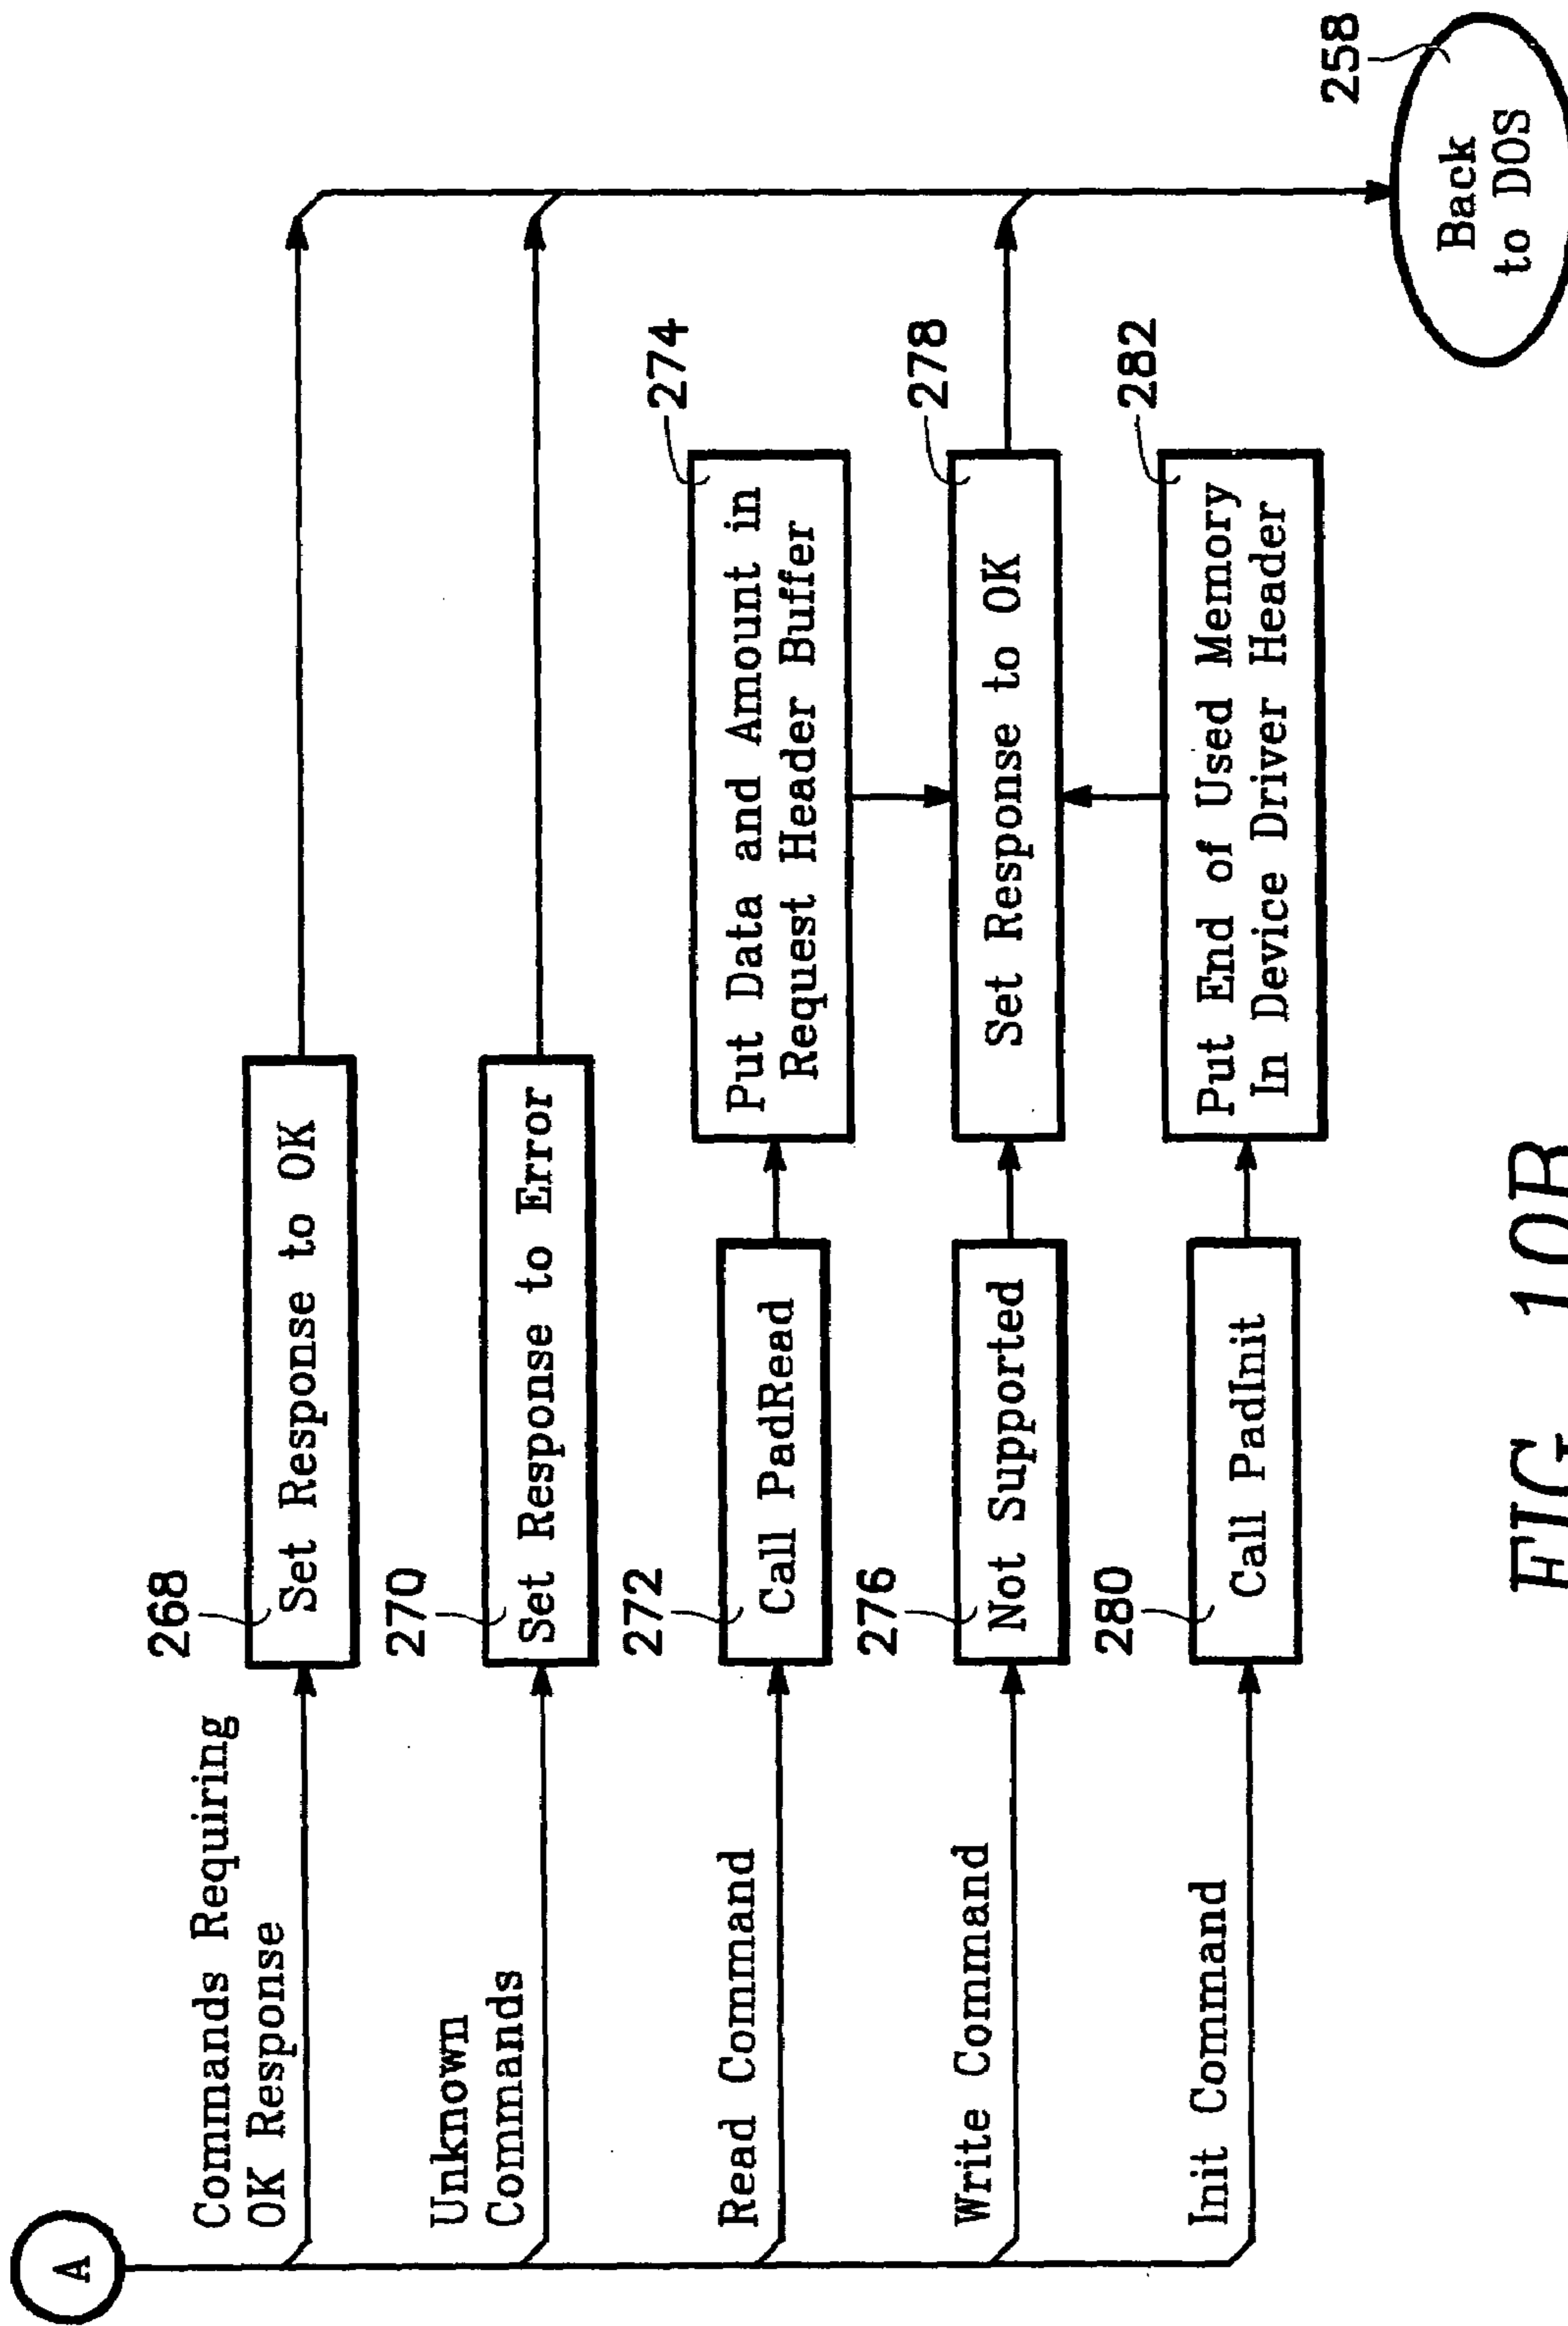 A
Commands Requiring
OK Response
268
Set Response to OK
Unknown
Commands
270
Set Response to Error
Read Command
272
Call PadRead
274
Put Data and Amount in
Request Header Buffer
Write Command
276
Not Supported
278
Set Response to OK
Init Command
280
Call PadInit
282
Put End of Used Memory
In Device Driver Header
258
Back
to DOS
FIG. 10B